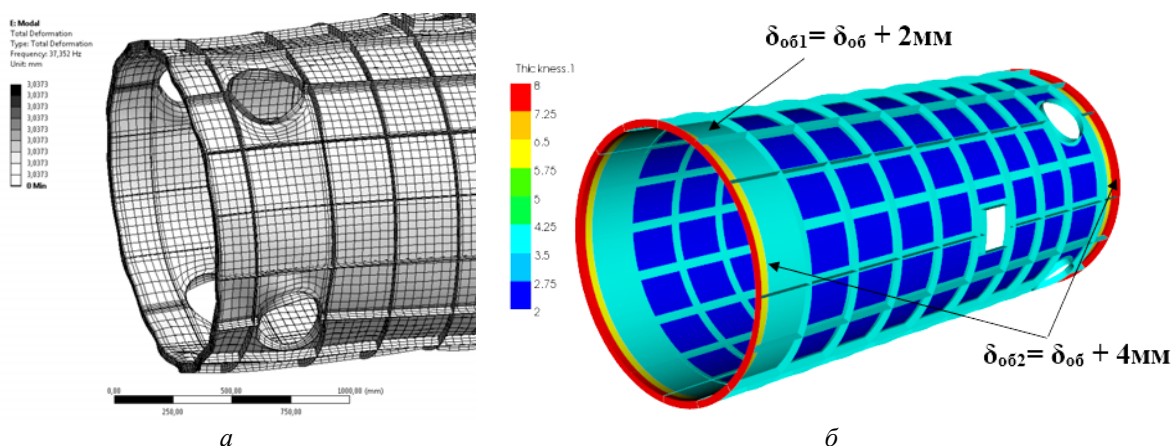 E: Modal
Total Deformation
Type: Total Deformation
Frequency: 37,352 Hz
Unit: mm
3,0373
3,0373
3,0373
3,0373
3,0373
3,0373
3,0373
3,0373
0 Min
0,00
500,00
1000,00 (mm)
250,00
750,00
а
δоб1= δоб + 2мм
Thickness.1
8
7.25
6.5
5.75
5
4.25
3.5
2.75
2
δоб2= δоб + 4мм
б